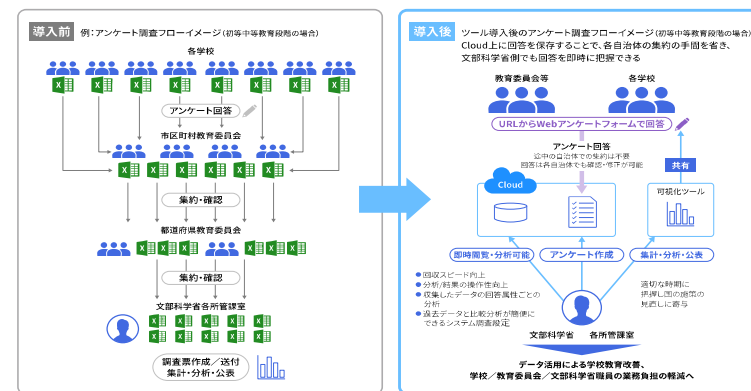 導入前 例：アンケート調査フローイメージ(初等中等教育段階の場合)
各学校
アンケート回答
市区町村教育委員会
集約・確認
都道府県教育委員会
集約・確認
文部科学省各所管課室
調査票作成／送付
集計・分析・公表
導入後 ツール導入後のアンケート調査フローイメージ(初等中等教育段階の場合)
Cloud上に回答を保存することで、各自治体の集約の手間を省き、
文部科学省側でも回答を即時に把握できる
教育委員会等 各学校
URLからWebアンケートフォームで回答
アンケート回答
途中の自治体での集約は不要
回答は各自治体でも確認・修正が可能
共有
Cloud
可視化ツール
即時閲覧・分析可能 アンケート作成 集計・分析・公表
●回収スピード向上
●分析/結果の操作性向上
●収集したデータの回答属性ごとの
分析
●過去データと比較分析が簡便に
できるシステム調査設定
適切な時期に
把握し国の施策の
見直しに寄与
文部科学省 各所管課室
データ活用による学校教育改善、
学校／教育委員会／文部科学省職員の業務負担の軽減へ